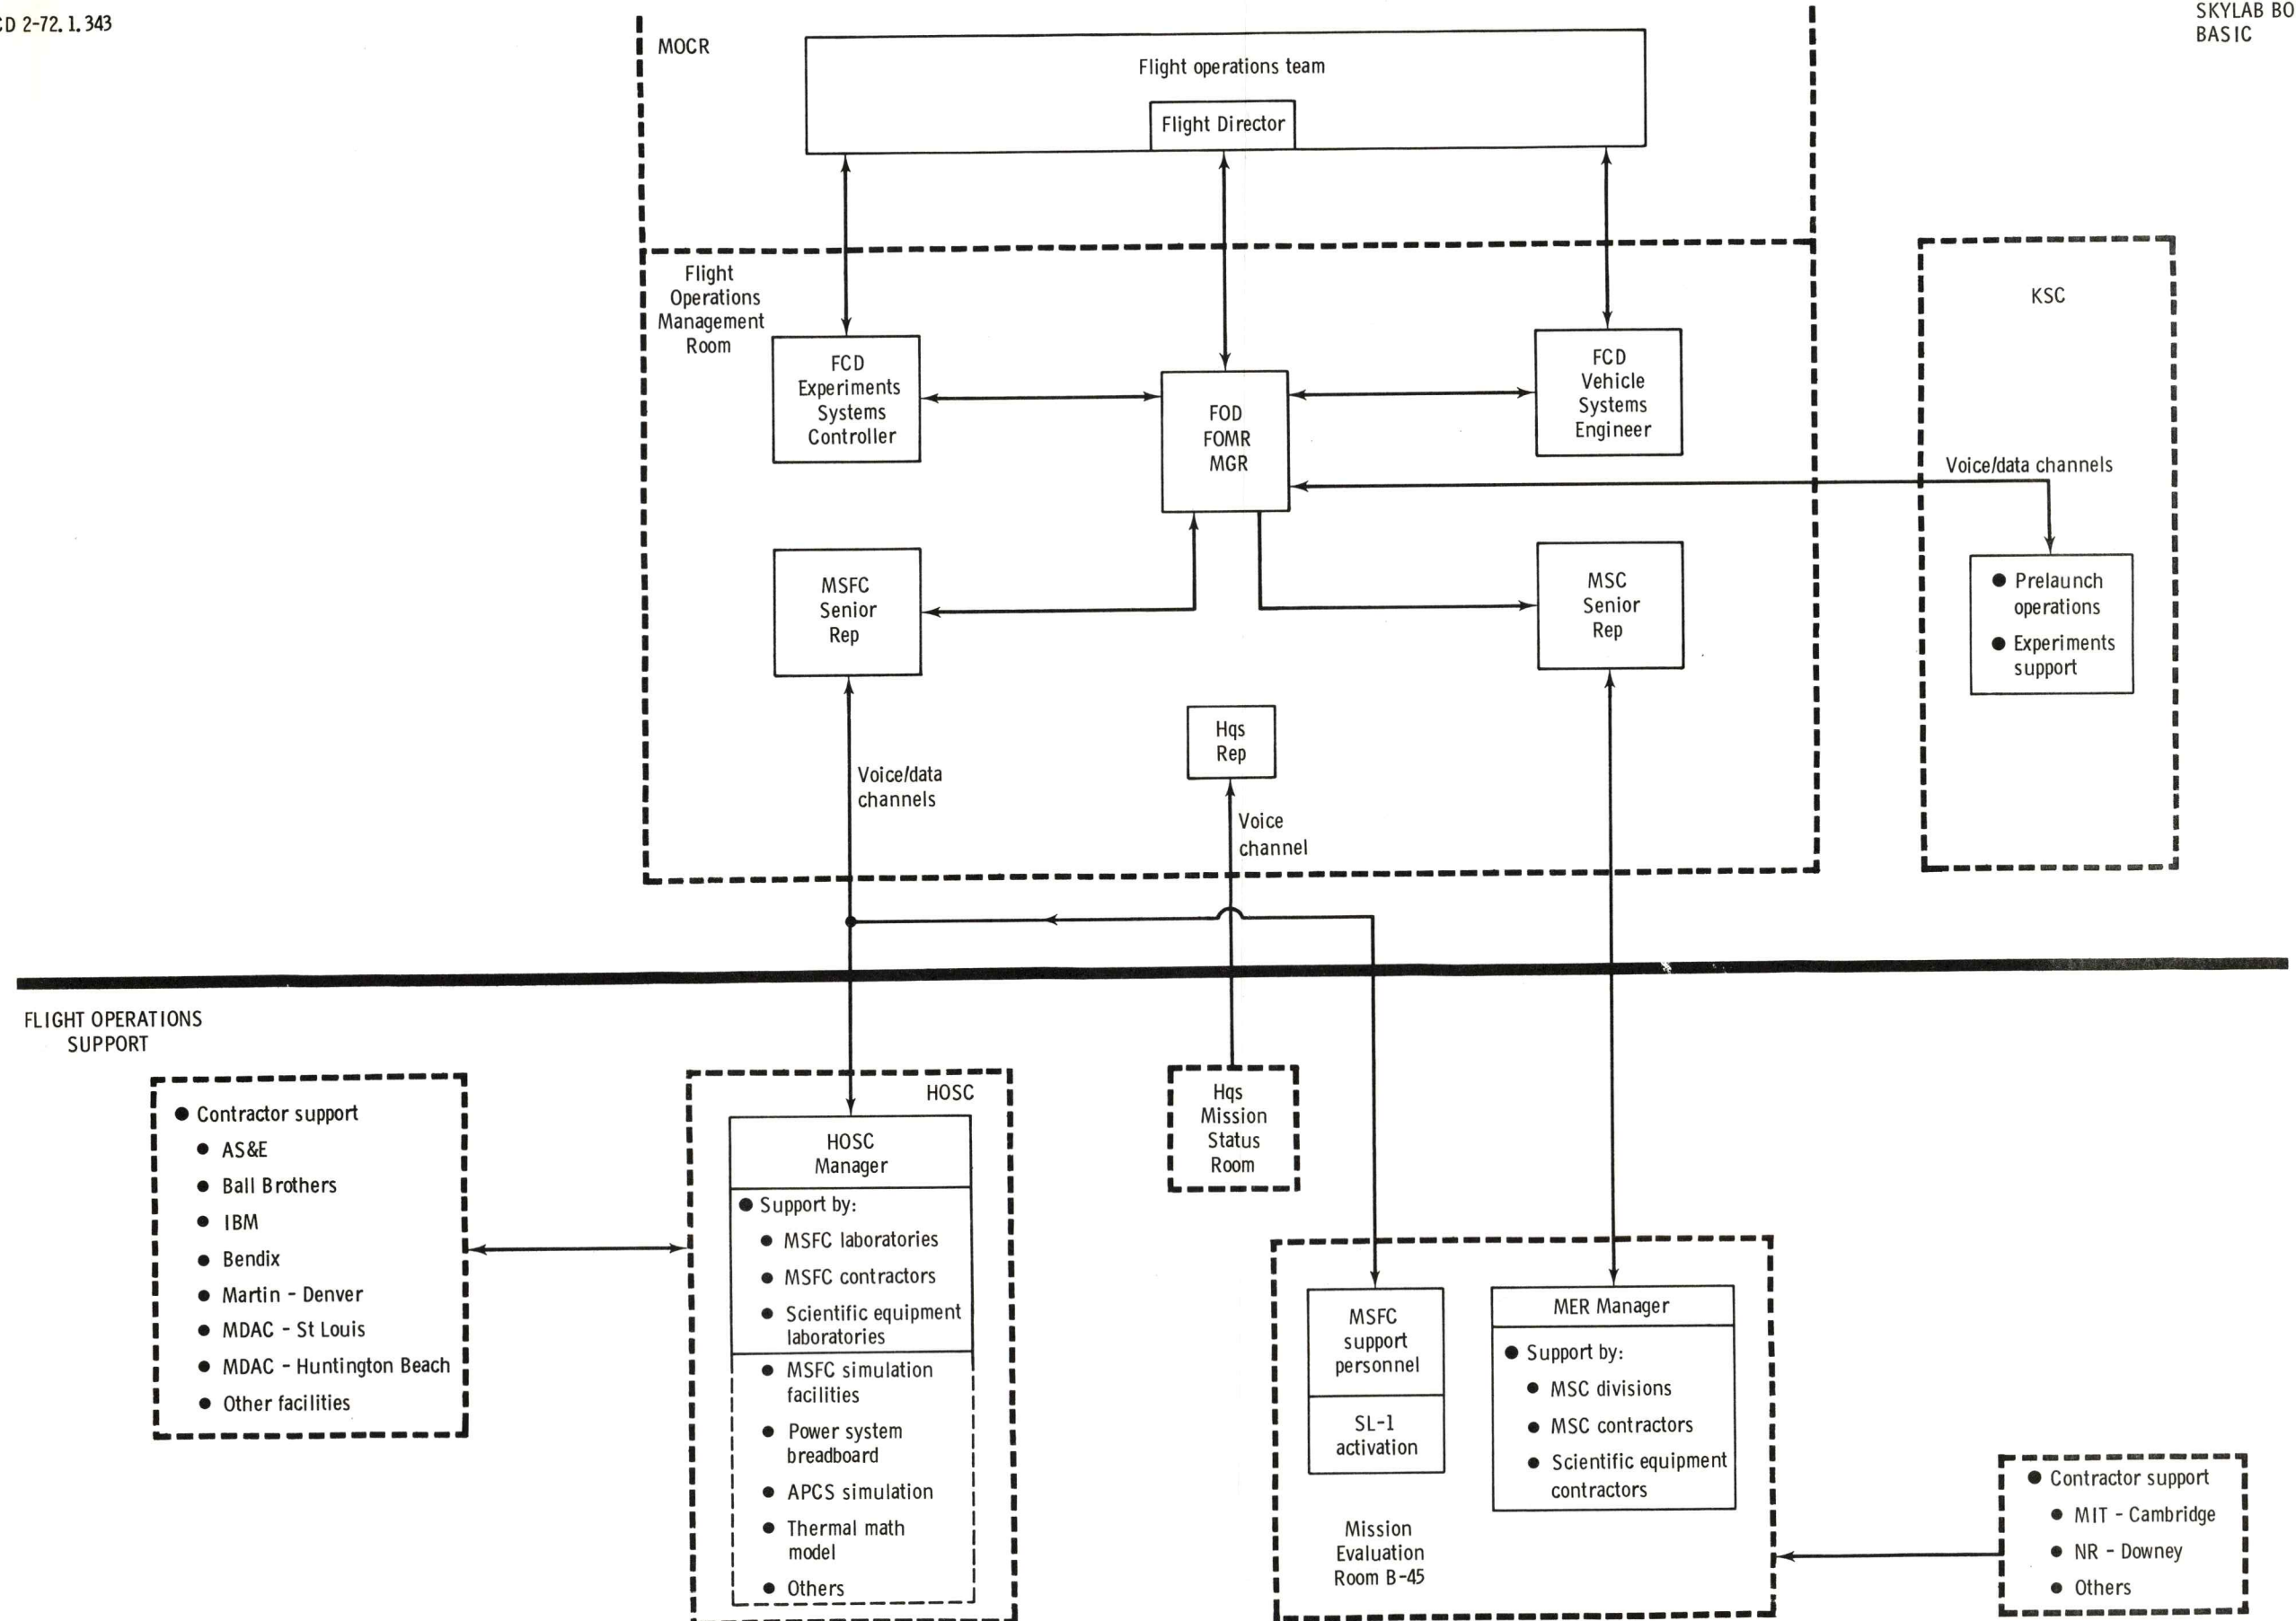 CD 2-72.1.343
SKYLAB BO
BASIC
MOCR
Flight operations team
Flight Director
Flight
Operations
Management
Room
FCD
Experiments
Systems
Controller
FOD
FOMR
MGR
FCD
Vehicle
Systems
Engineer
KSC
Voice/data channels
● Prelaunch
operations
● Experiments
support
MSFC
Senior
Rep
MSC
Senior
Rep
Hqs
Rep
Voice/data
channels
Voice
channel
FLIGHT OPERATIONS
SUPPORT
● Contractor support
● AS&E
● Ball Brothers
● IBM
● Bendix
● Martin - Denver
● MDAC - St Louis
● MDAC - Huntington Beach
● Other facilities
HOSC
HOSC
Manager
● Support by:
● MSFC laboratories
● MSFC contractors
● Scientific equipment
laboratories
● MSFC simulation
facilities
● Power system
breadboard
● APCS simulation
● Thermal math
model
● Others
Hqs
Mission
Status
Room
MSFC
support
personnel
SL-1
activation
MER Manager
● Support by:
● MSC divisions
● MSC contractors
● Scientific equipment
contractors
Mission
Evaluation
Room B-45
● Contractor support
● MIT - Cambridge
● NR - Downey
● Others